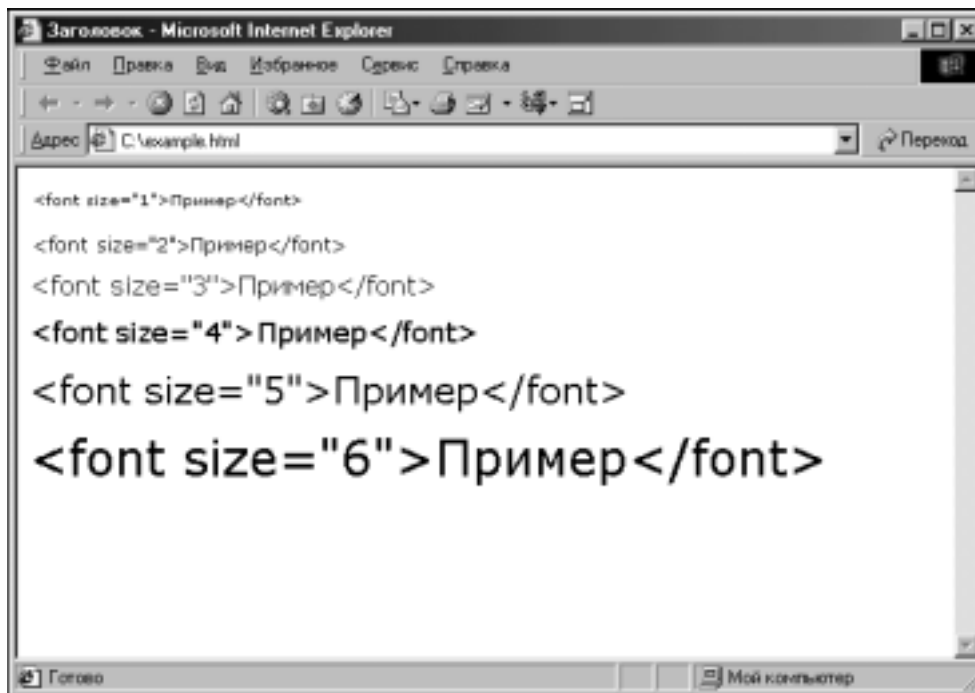 Заголовок - Microsoft Internet Explorer
Файл Правка Вид Избранное Сервис Справка
Адрес C:\example.html Переход
<font size="1">Пример</font>
<font size="2">Пример</font>
<font size="3">Пример</font>
<font size="4">Пример</font>
<font size="5">Пример</font>
<font size="6">Пример</font>
Готово Мой компьютер